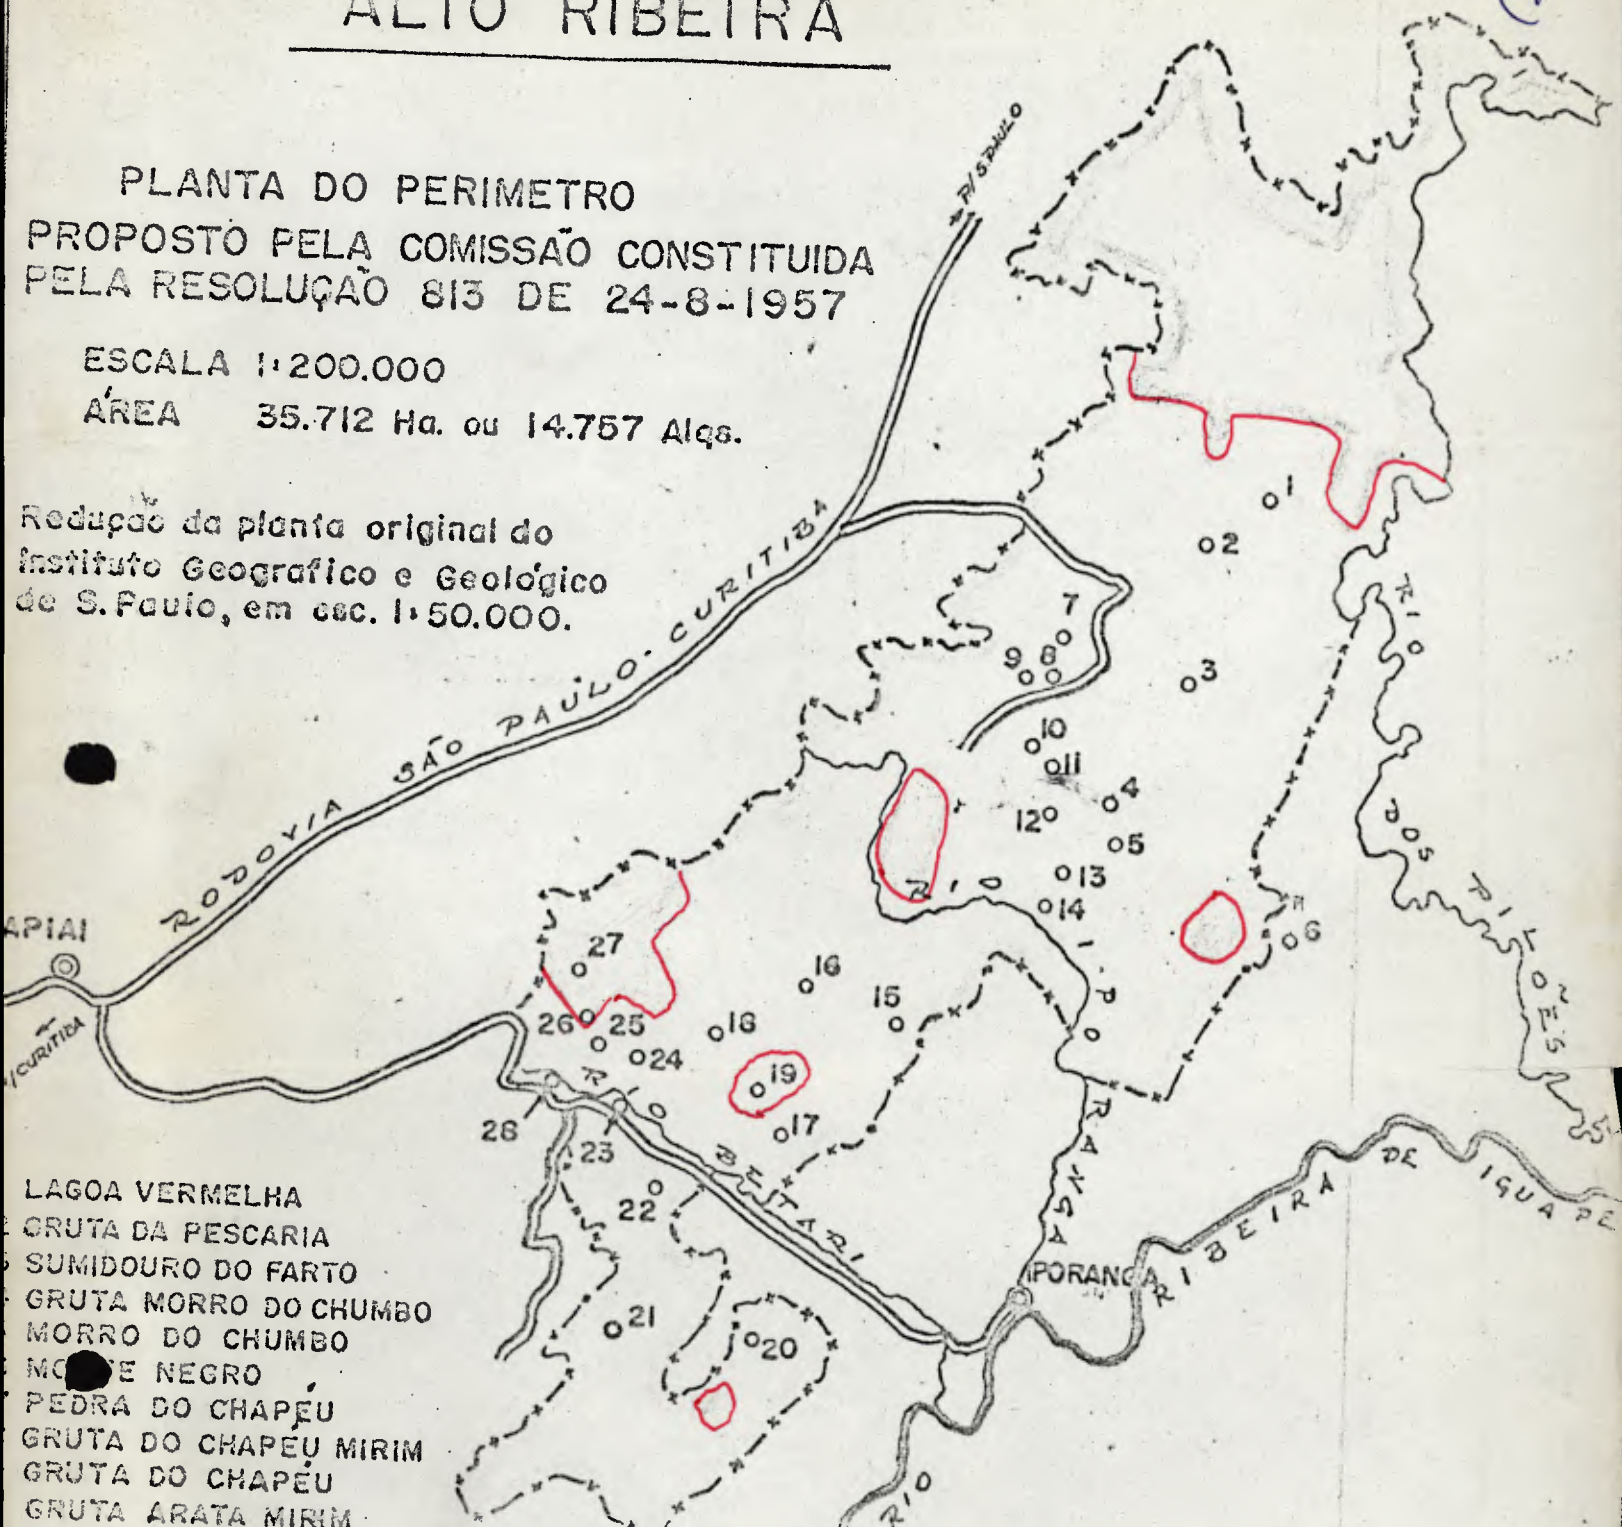 ALTO RIBEIRA
PLANTA DO PERIMETRO
PROPOSTO PELA COMISSÃO CONSTITUIDA
PELA RESOLUÇÃO 813 DE 24-8-1957
ESCALA 1:200.000
ÁREA 35.712 Ha. ou 14.757 Alqs.
Redução da planta original do
Instituto Geografico e Geológico
de S. Paulo, em esc. 1:50.000.
P/ S. PAULO
RODOVIA SÃO PAULO - CURITIBA
APIAI
P/CURITIBA
1
2
7
9 8
3
10
11
4
12
5
13
14
6
27
16
15
26 25
18
24
19
17
28
23
22
21
20
RIO DOS PILÕES
RIO IPORANGA
RIO BETARI
IPORANGA
RIO RIBEIRA DE IGUAPE
LAGOA VERMELHA
GRUTA DA PESCARIA
SUMIDOURO DO FARTO
GRUTA MORRO DO CHUMBO
MORRO DO CHUMBO
NEGRO
PEDRA DO CHAPÉU
GRUTA DO CHAPÉU MIRIM
GRUTA DO CHAPÉU
GRUTA ARATA MIRIM